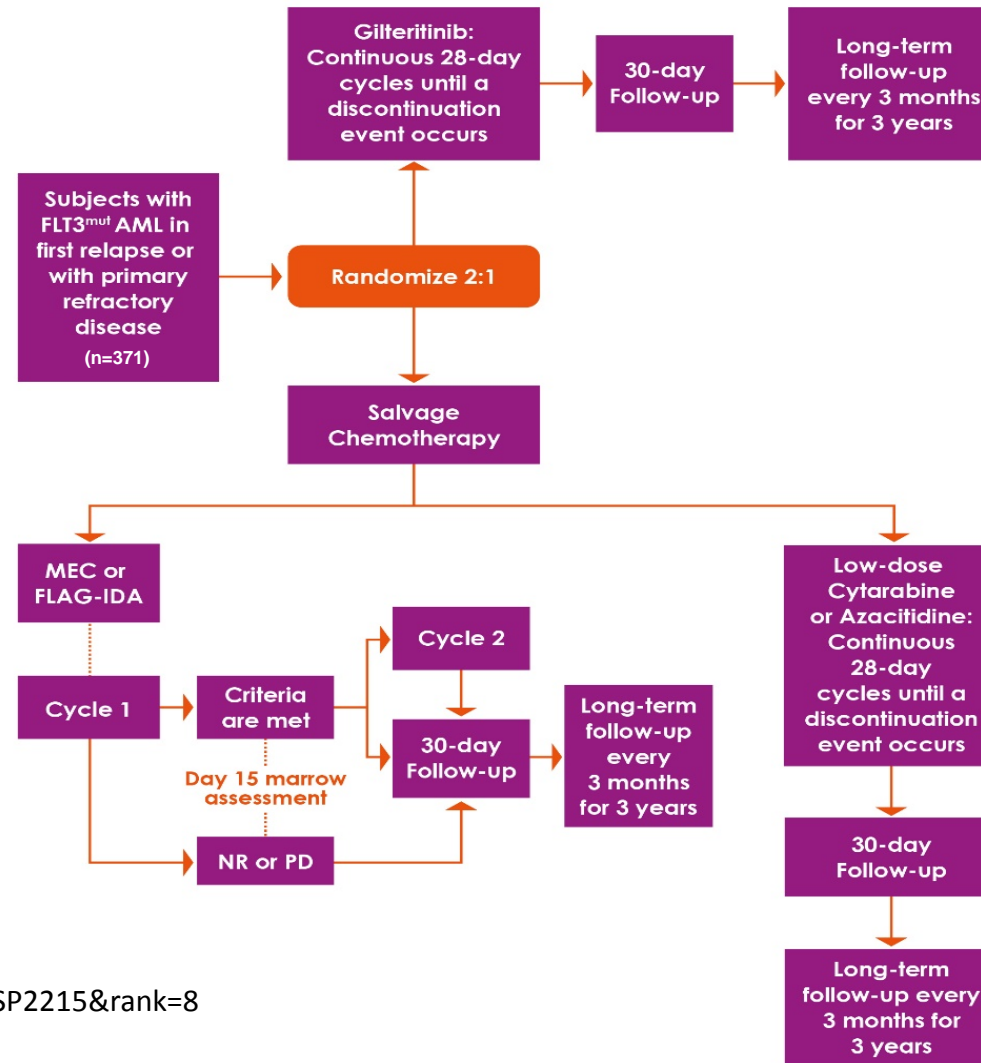 Gilteritinib:
Continuous 28-day
cycles until a
discontinuation
event occurs
30-day
Follow-up
Long-term
follow-up
every 3 months
for 3 years
Subjects with
FLT3mut AML in
first relapse or
with primary
refractory
disease
(n=371)
Randomize 2:1
Salvage
Chemotherapy
MEC or
FLAG-IDA
Cycle 1
Criteria
are met
Day 15 marrow
assessment
NR or PD
Cycle 2
30-day
Follow-up
Long-term
follow-up
every
3 months
for 3 years
Low-dose
Cytarabine
or Azacitidine:
Continuous
28-day
cycles until a
discontinuation
event occurs
30-day
Follow-up
Long-term
follow-up every
3 months for
3 years
SP2215&rank=8